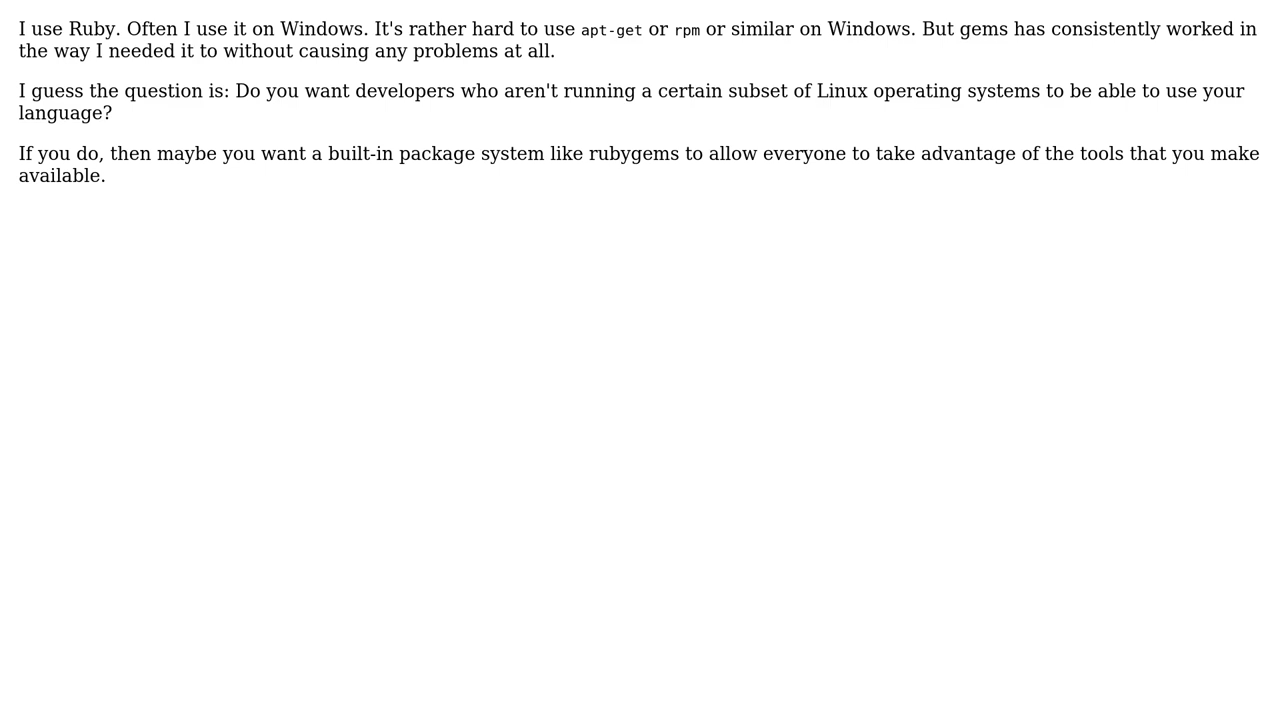 I use Ruby. Often I use it on Windows. It's rather hard to use apt-get or rpm or similar on Windows. But gems has consistently worked in
the way I needed it to without causing any problems at all.
I guess the question is: Do you want developers who aren't running a certain subset of Linux operating systems to be able to use your
language?
If you do, then maybe you want a built-in package system like rubygems to allow everyone to take advantage of the tools that you make
available.